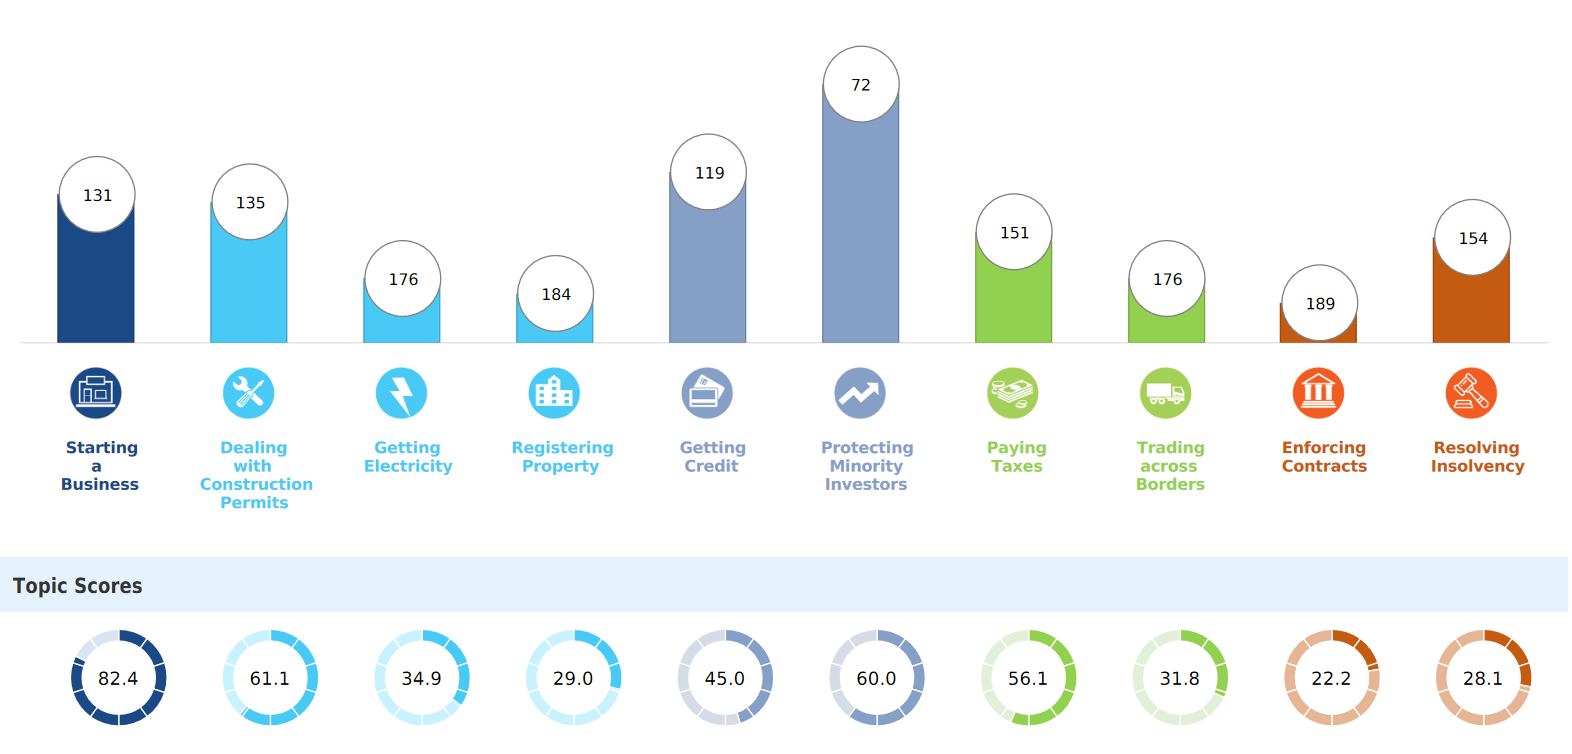 72
119
131
135
151
154
176
176
184
189
Starting
a
Business
Dealing
with
Construction
Permits
Getting
Electricity
Registering
Property
Getting
Credit
Protecting
Minority
Investors
Paying
Taxes
Trading
across
Borders
Enforcing
Contracts
Resolving
Insolvency
Topic Scores
82.4
61.1
34.9
29.0
45.0
60.0
56.1
31.8
22.2
28.1